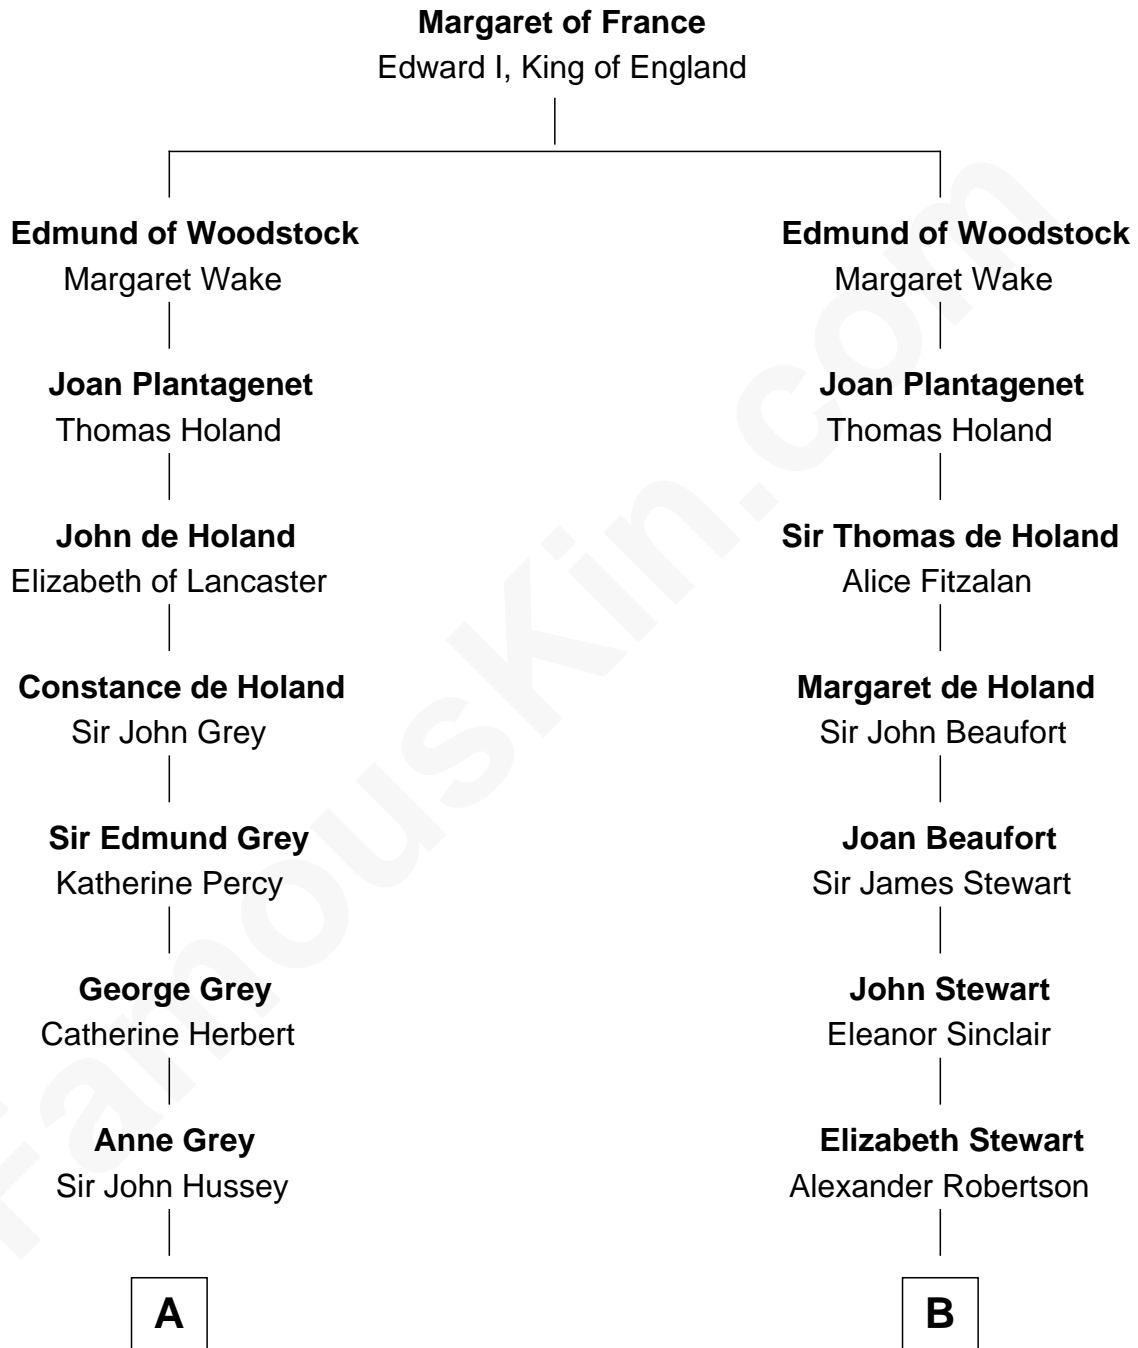 Margaret of France
Edward I, King of England
Edmund of Woodstock
Margaret Wake
Joan Plantagenet
Thomas Holand
John de Holand
Elizabeth of Lancaster
Constance de Holand
Sir John Grey
Sir Edmund Grey
Katherine Percy
George Grey
Catherine Herbert
Anne Grey
Sir John Hussey
A
Edmund of Woodstock
Margaret Wake
Joan Plantagenet
Thomas Holand
Sir Thomas de Holand
Alice Fitzalan
Margaret de Holand
Sir John Beaufort
Joan Beaufort
Sir James Stewart
John Stewart
Eleanor Sinclair
Elizabeth Stewart
Alexander Robertson
B
FamousKin.com